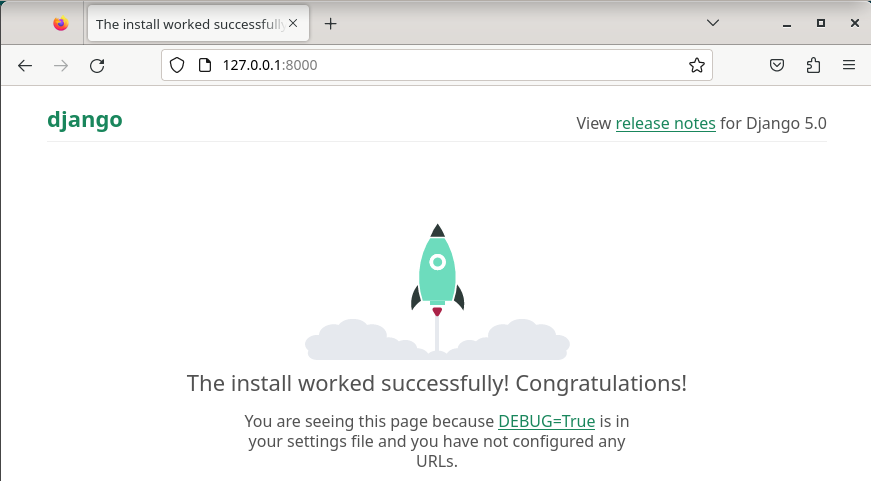 The install worked successfully
127.0.0.1:8000
django
View release notes for Django 5.0
The install worked successfully! Congratulations!
You are seeing this page because DEBUG=True is in
your settings file and you have not configured any
URLs.